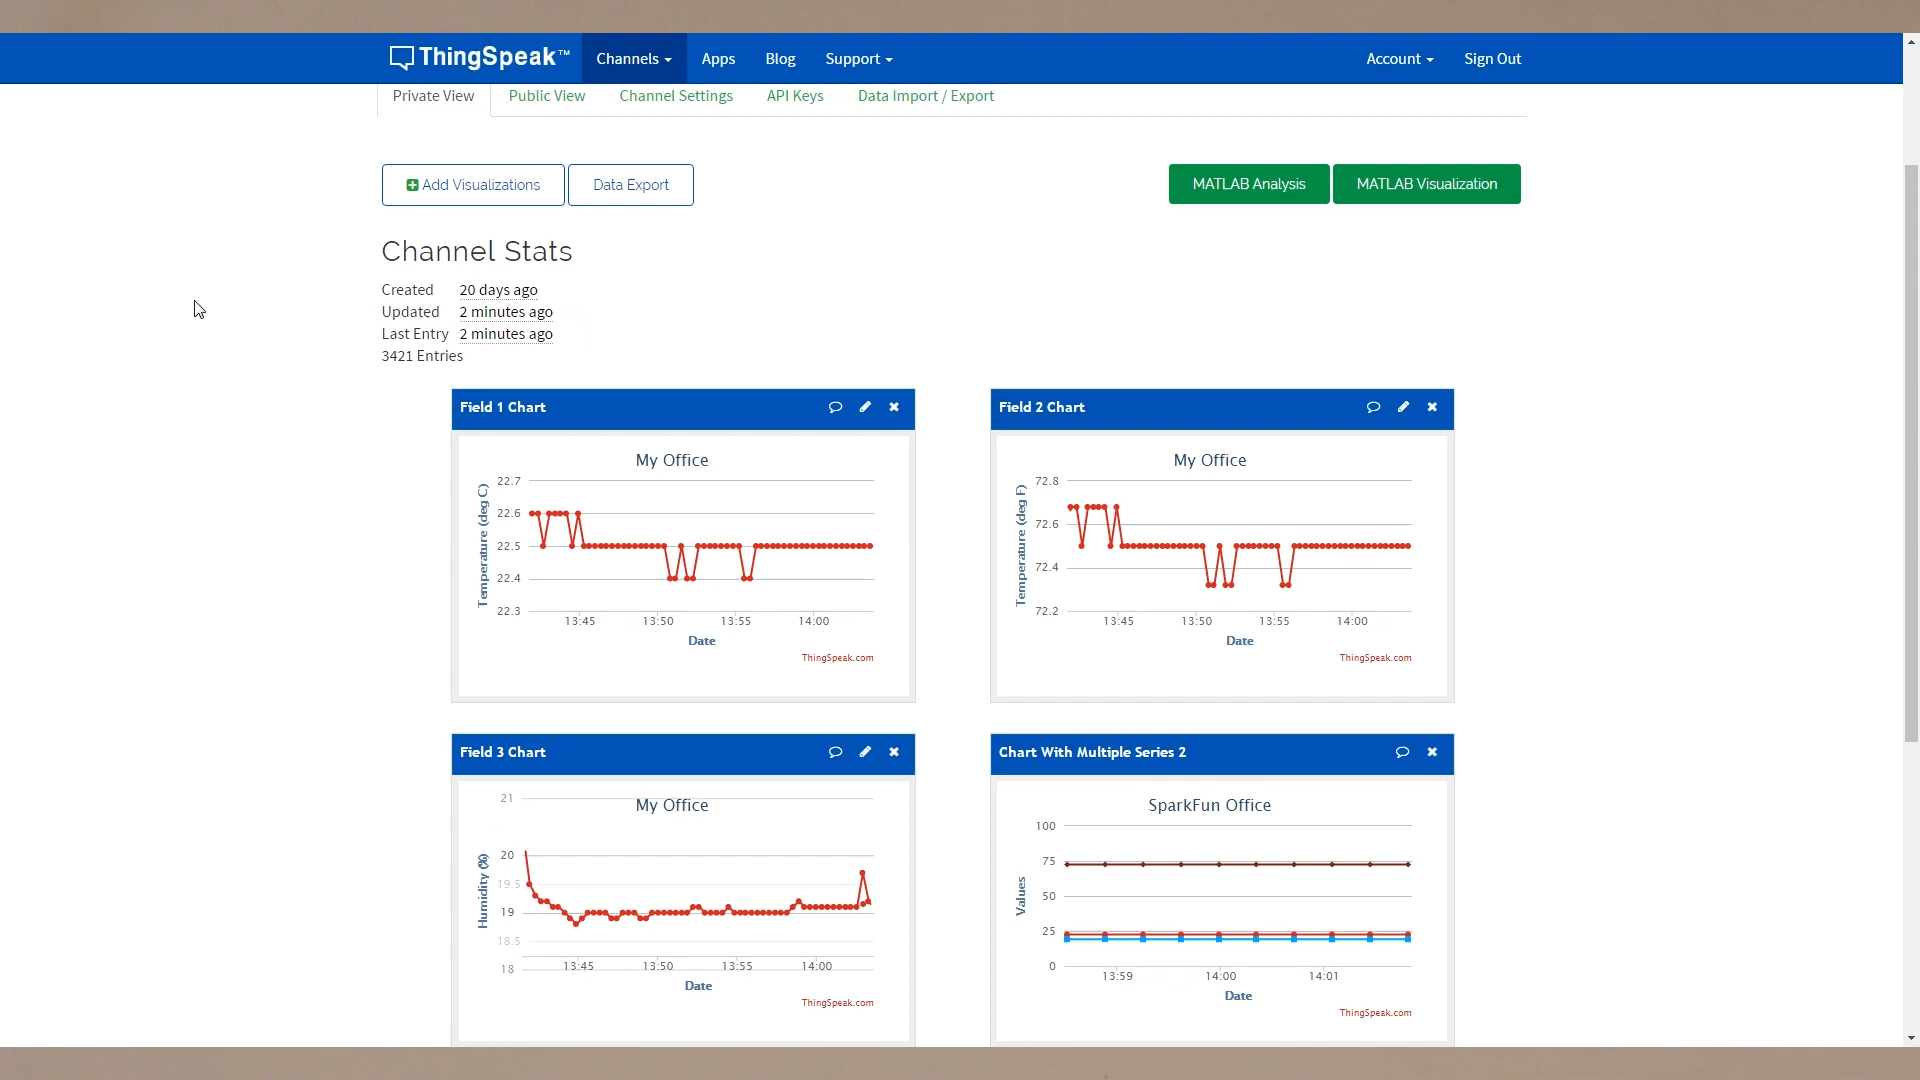 ThingSpeak™ Channels Apps Blog Support Account Sign Out
Private View Public View Channel Settings API Keys Data Import / Export
Add Visualizations Data Export MATLAB Analysis MATLAB Visualization
Channel Stats
Created 20 days ago
Updated 2 minutes ago
Last Entry 2 minutes ago
3421 Entries
Field 1 Chart
My Office
Temperature (deg C)
22.7
22.6
22.5
22.4
22.3
13:45 13:50 13:55 14:00
Date
ThingSpeak.com
Field 2 Chart
My Office
Temperature (deg F)
72.8
72.6
72.4
72.2
13:45 13:50 13:55 14:00
Date
ThingSpeak.com
Field 3 Chart
My Office
Humidity (%)
21
20
19.5
19
18.5
18
13:45 13:50 13:55 14:00
Date
ThingSpeak.com
Chart With Multiple Series 2
SparkFun Office
Values
100
75
50
25
0
13:59 14:00 14:01
Date
ThingSpeak.com